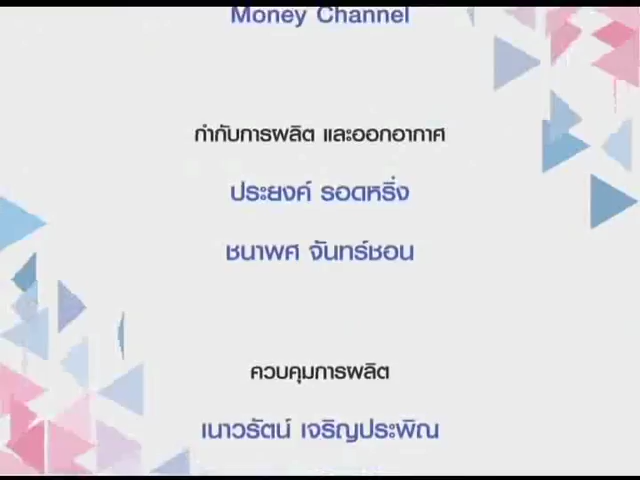 Money Channel
กำกับการผลิต และออกอากาศ
ประยงค์ รอดหริ่ง
ชนาพศ จันทร์ชอน
ควบคุมการผลิต
เนาวรัตน์ เจริญประพิณ